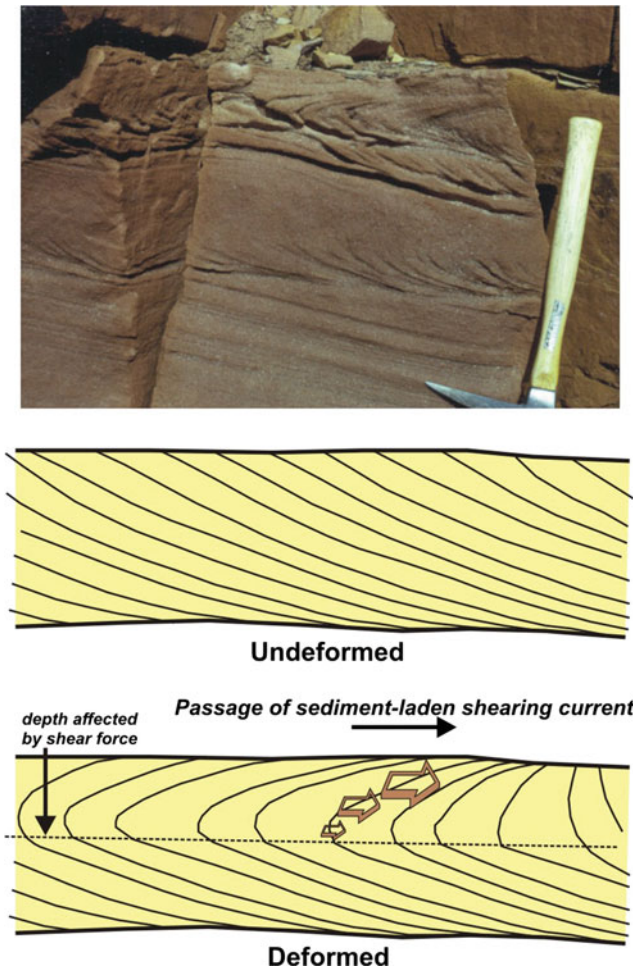 Undeformed
depth affected
by shear force
Passage of sediment-laden shearing current
Deformed